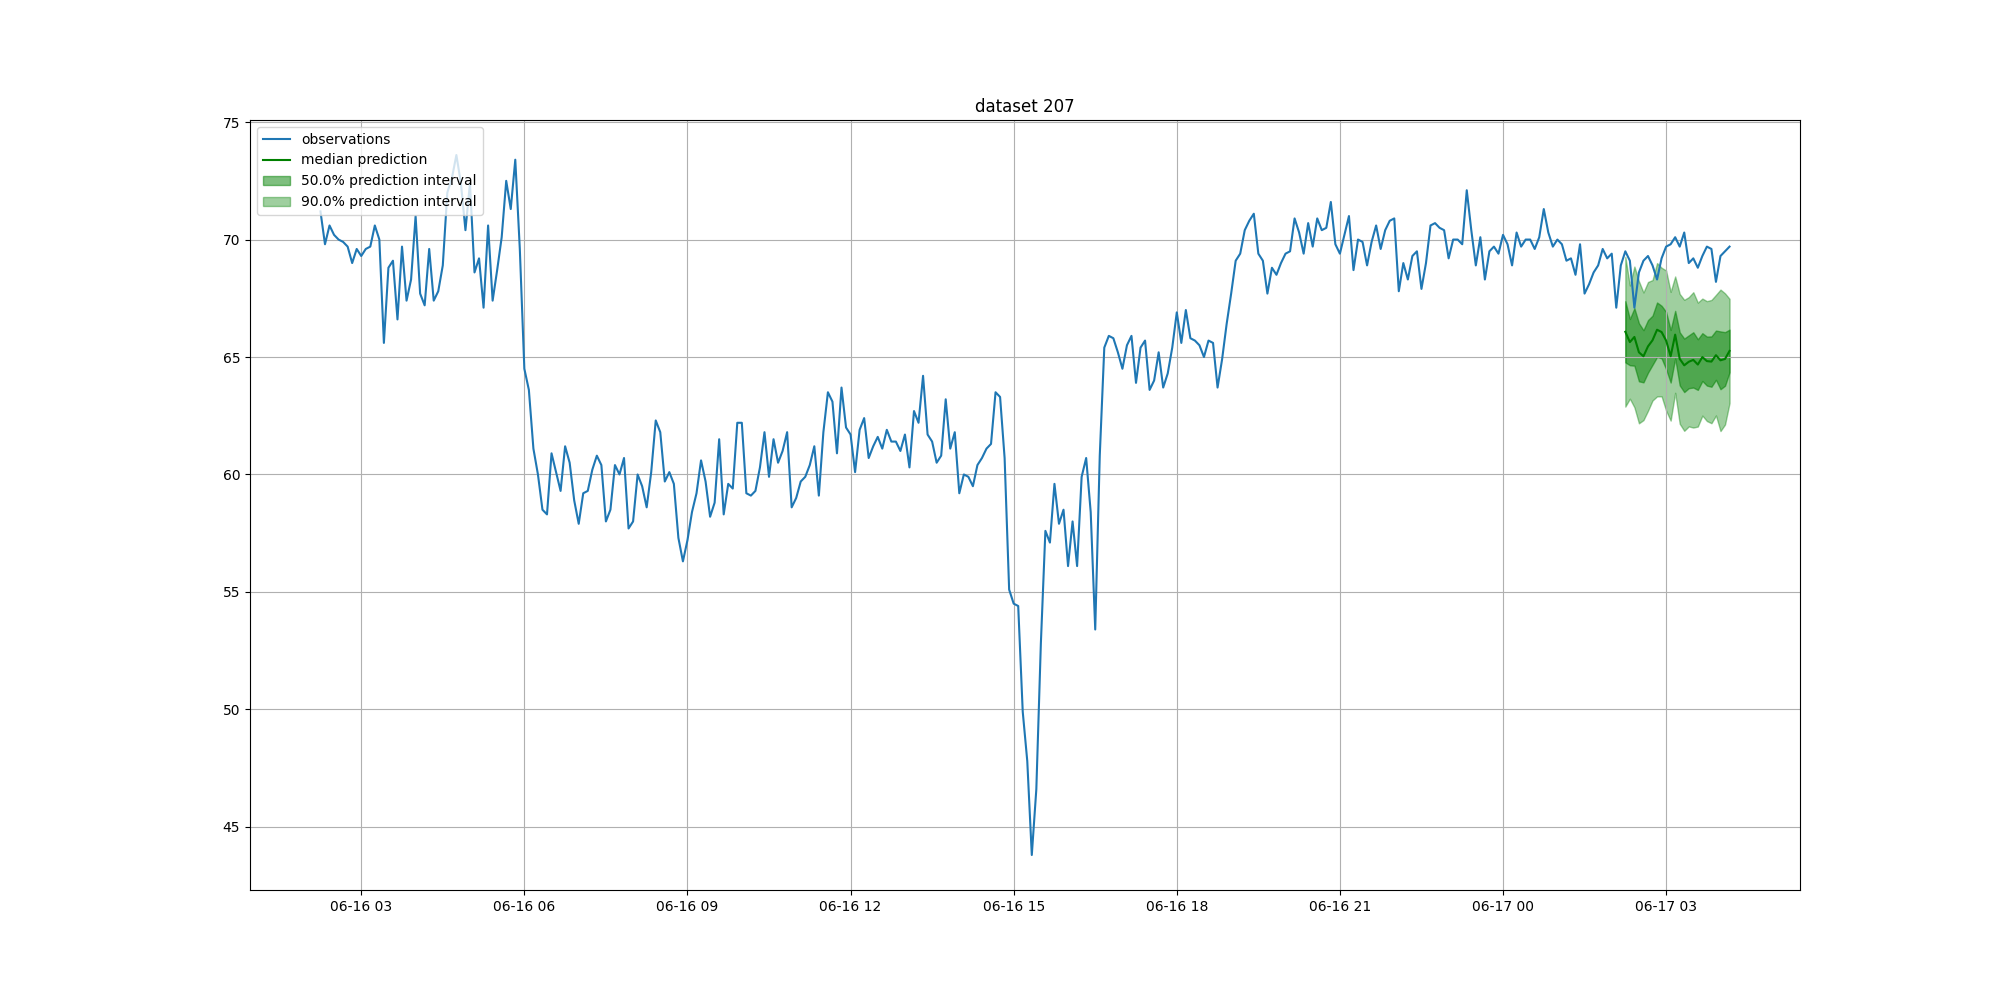 dataset 207
75
observations
median prediction
50.0% prediction interval
90.0% prediction interval
70
65
60
55
50
45
06-16 03 06-16 06 06-16 09 06-16 12 06-16 15 06-16 18 06-16 21 06-17 00 06-17 03